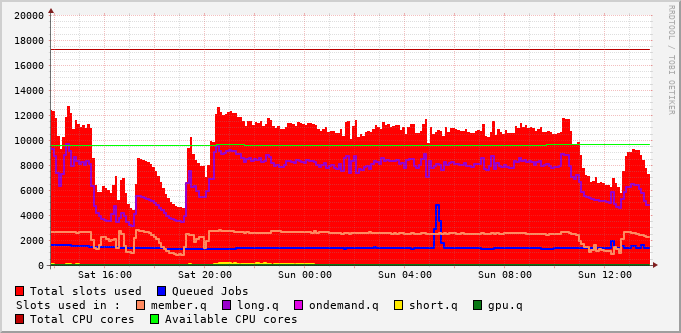 20000
18000
16000
14000
12000
10000
8000
6000
4000
2000
0
Sat 16:00 Sat 20:00 Sun 00:00 Sun 04:00 Sun 08:00 Sun 12:00
RRDTOOL / TOBI OETIKER
Total slots used Queued Jobs
Slots used in : member.q long.q ondemand.q short.q gpu.q
Total CPU cores Available CPU cores